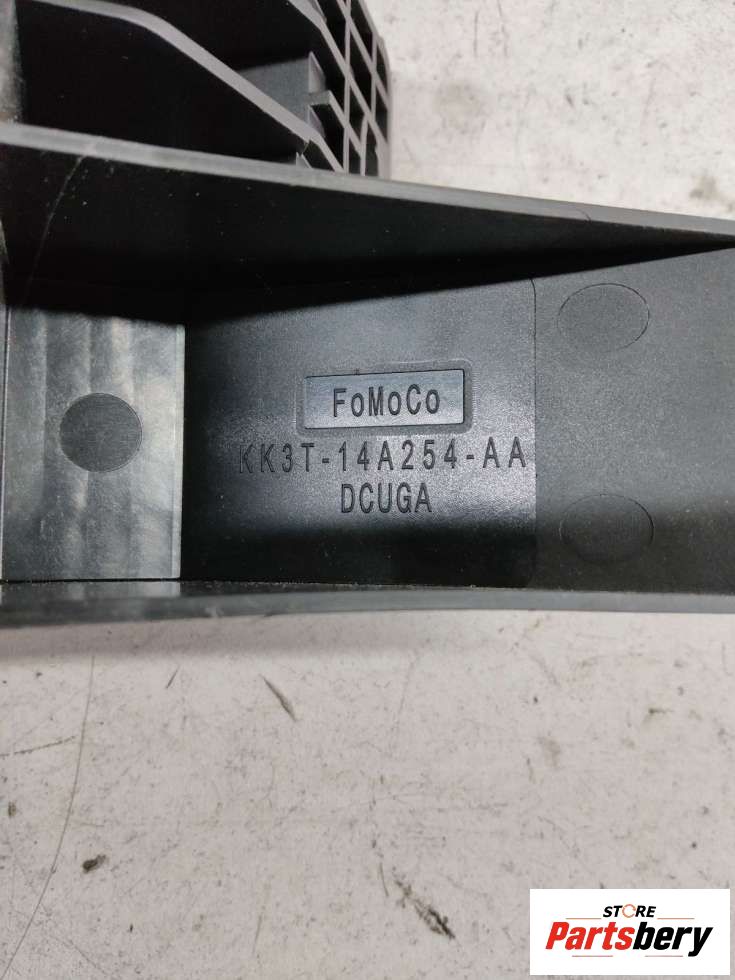 FoMoCo
KK3T-14A254-AA
DCUGA
STORE
Partsbery